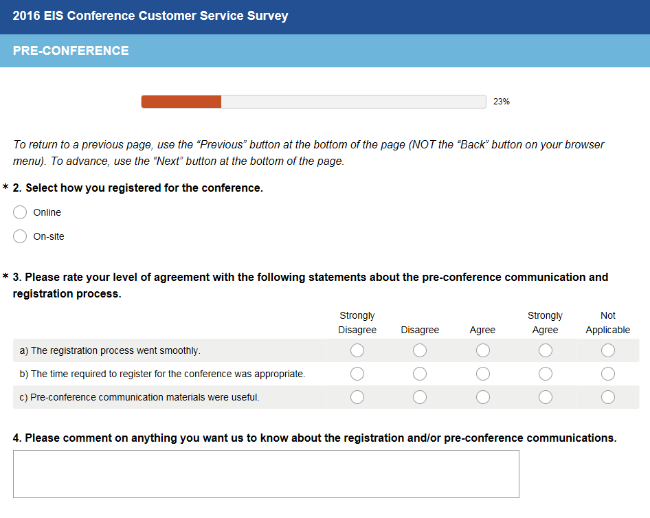 2016 EIS Conference Customer Service Survey
PRE-CONFERENCE
23%
To return to a previous page, use the "Previous" button at the bottom of the page (NOT the "Back" button on your browser
menu). To advance, use the "Next" button at the bottom of the page.
* 2. Select how you registered for the conference.
Online
On-site
* 3. Please rate your level of agreement with the following statements about the pre-conference communication and
registration process.
Strongly Disagree Disagree Agree Strongly Agree Not Applicable
a) The registration process went smoothly.
b) The time required to register for the conference was appropriate.
c) Pre-conference communication materials were useful.
4. Please comment on anything you want us to know about the registration and/or pre-conference communications.